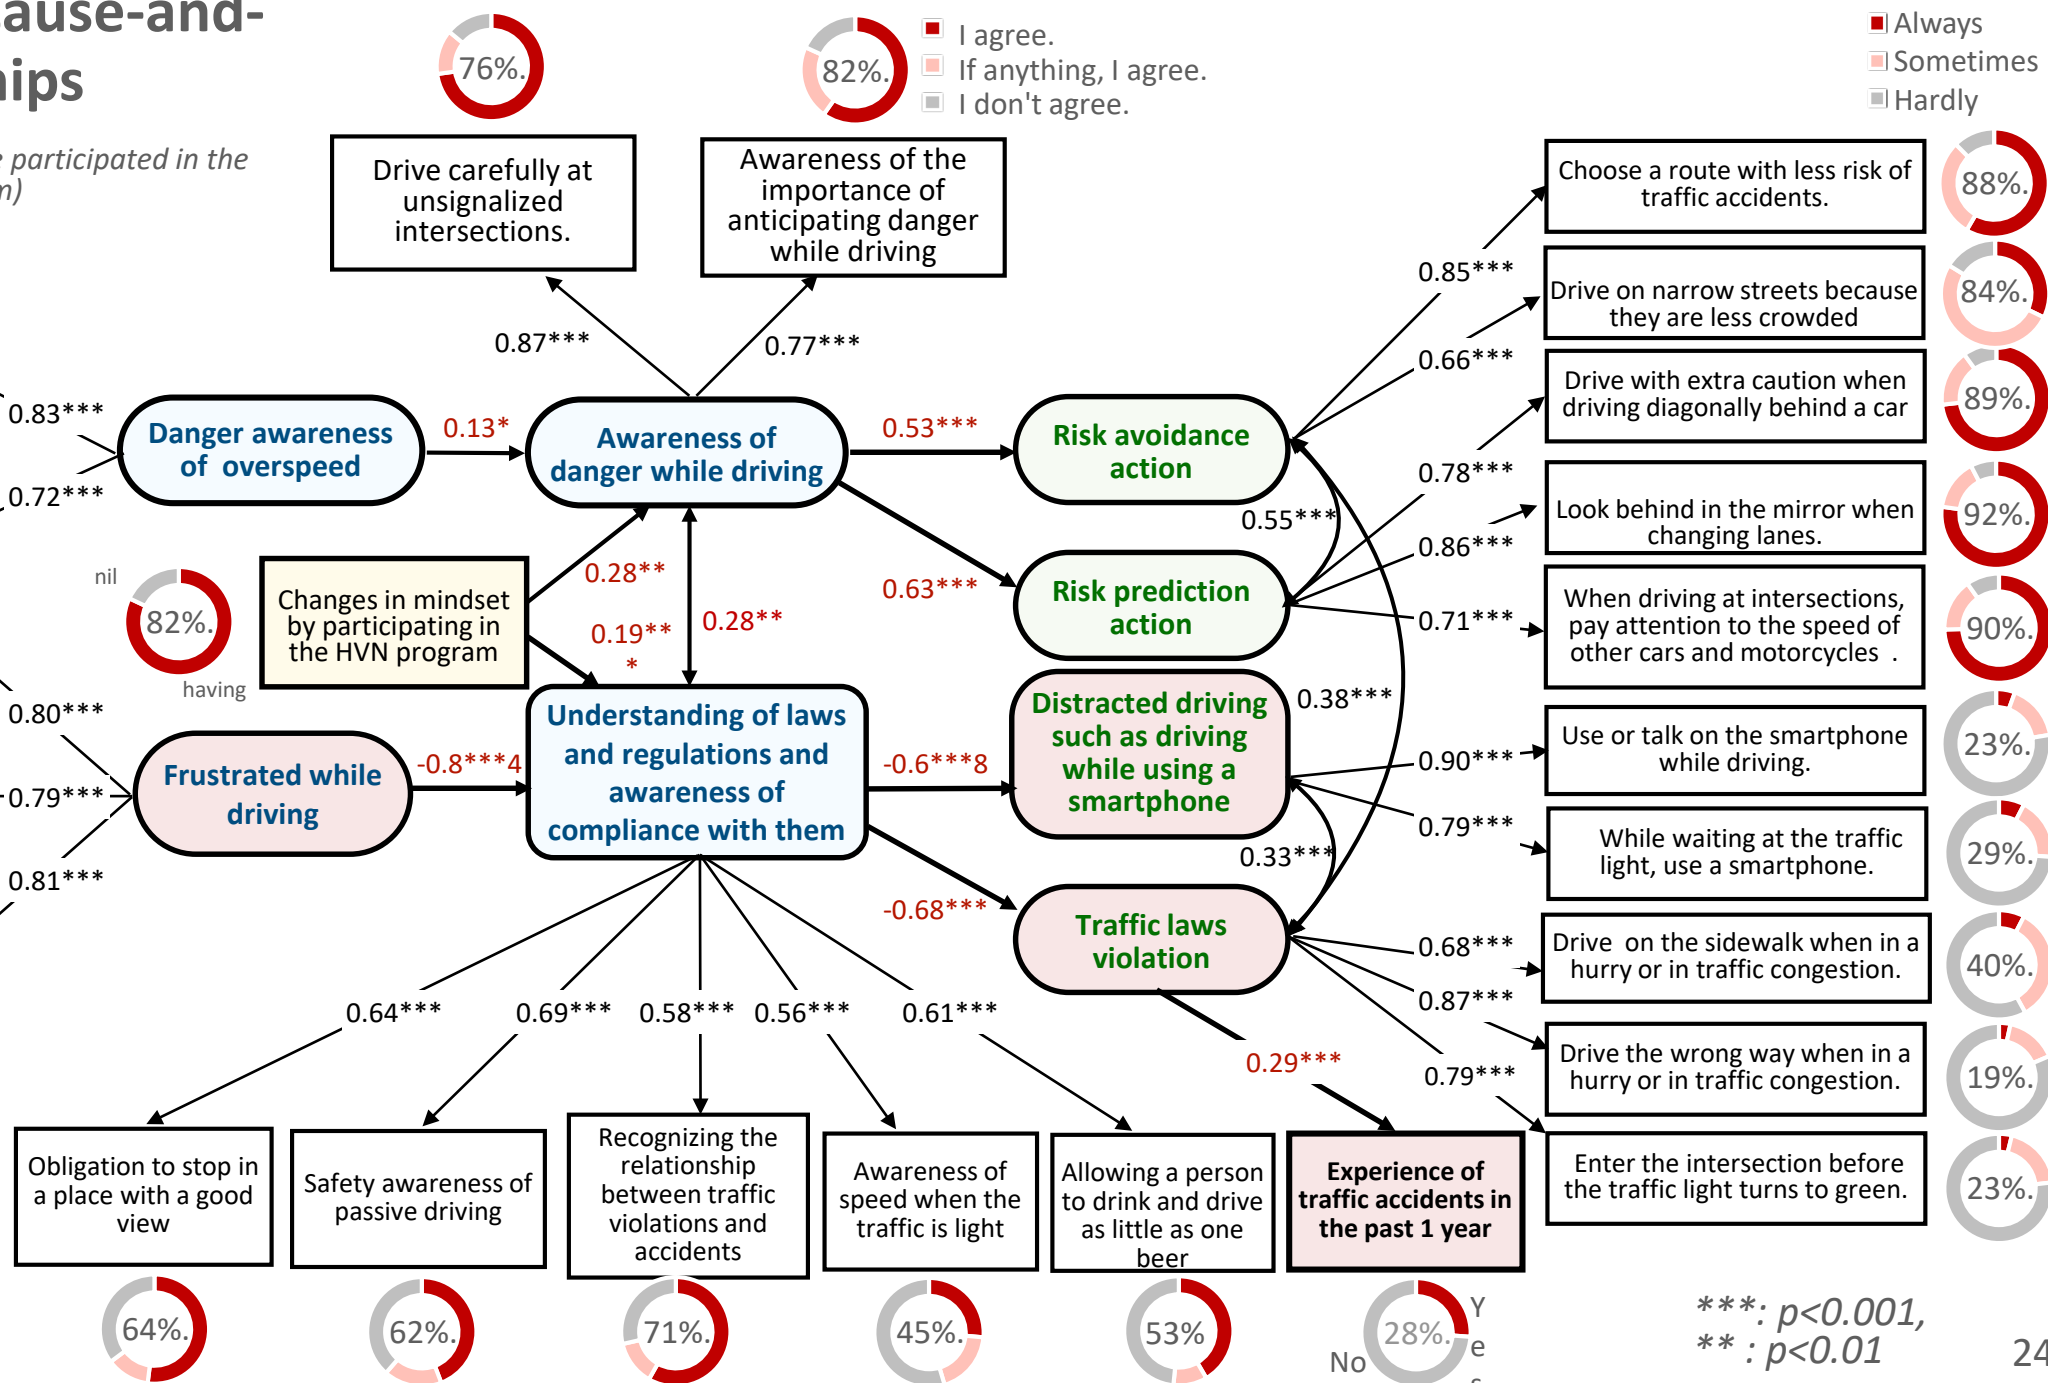 ause-and-
hips
e participated in the
m)
76%.
82%.
I agree.
If anything, I agree.
I don't agree.
Always
Sometimes
Hardly
Drive carefully at
unsignalized
intersections.
Awareness of the
importance of
anticipating danger
while driving
Choose a route with less risk of
traffic accidents.
88%.
0.85***
Drive on narrow streets because
they are less crowded
84%.
0.87***
0.77***
0.66***
Drive with extra caution when
driving diagonally behind a car
89%.
0.83***
0.72***
Danger awareness
of overspeed
0.13*
Awareness of
danger while driving
0.53***
Risk avoidance
action
0.78***
0.55***
Look behind in the mirror when
changing lanes.
92%.
0.86***
nil
82%.
having
Changes in mindset
by participating in
the HVN program
0.28**
0.19**
*
0.28**
0.63***
Risk prediction
action
0.71***
When driving at intersections,
pay attention to the speed of
other cars and motorcycles .
90%.
0.38***
0.80***
0.79***
0.81***
Frustrated while
driving
-0.8***4
Understanding of laws
and regulations and
awareness of
compliance with them
-0.6***8
Distracted driving
such as driving
while using a
smartphone
0.90***
Use or talk on the smartphone
while driving.
23%.
0.79***
While waiting at the traffic
light, use a smartphone.
29%.
0.33***
-0.68***
Traffic laws
violation
0.68***
Drive on the sidewalk when in a
hurry or in traffic congestion.
40%.
0.87***
Drive the wrong way when in a
hurry or in traffic congestion.
19%.
0.64***
0.69***
0.58***
0.56***
0.61***
0.29***
0.79***
Enter the intersection before
the traffic light turns to green.
23%.
Obligation to stop in
a place with a good
view
Safety awareness of
passive driving
Recognizing the
relationship
between traffic
violations and
accidents
Awareness of
speed when the
traffic is light
Allowing a person
to drink and drive
as little as one
beer
Experience of
traffic accidents in
the past 1 year
64%.
62%.
71%.
45%.
53%
28%.
No
Y
e
***: p<0.001,
** : p<0.01
24